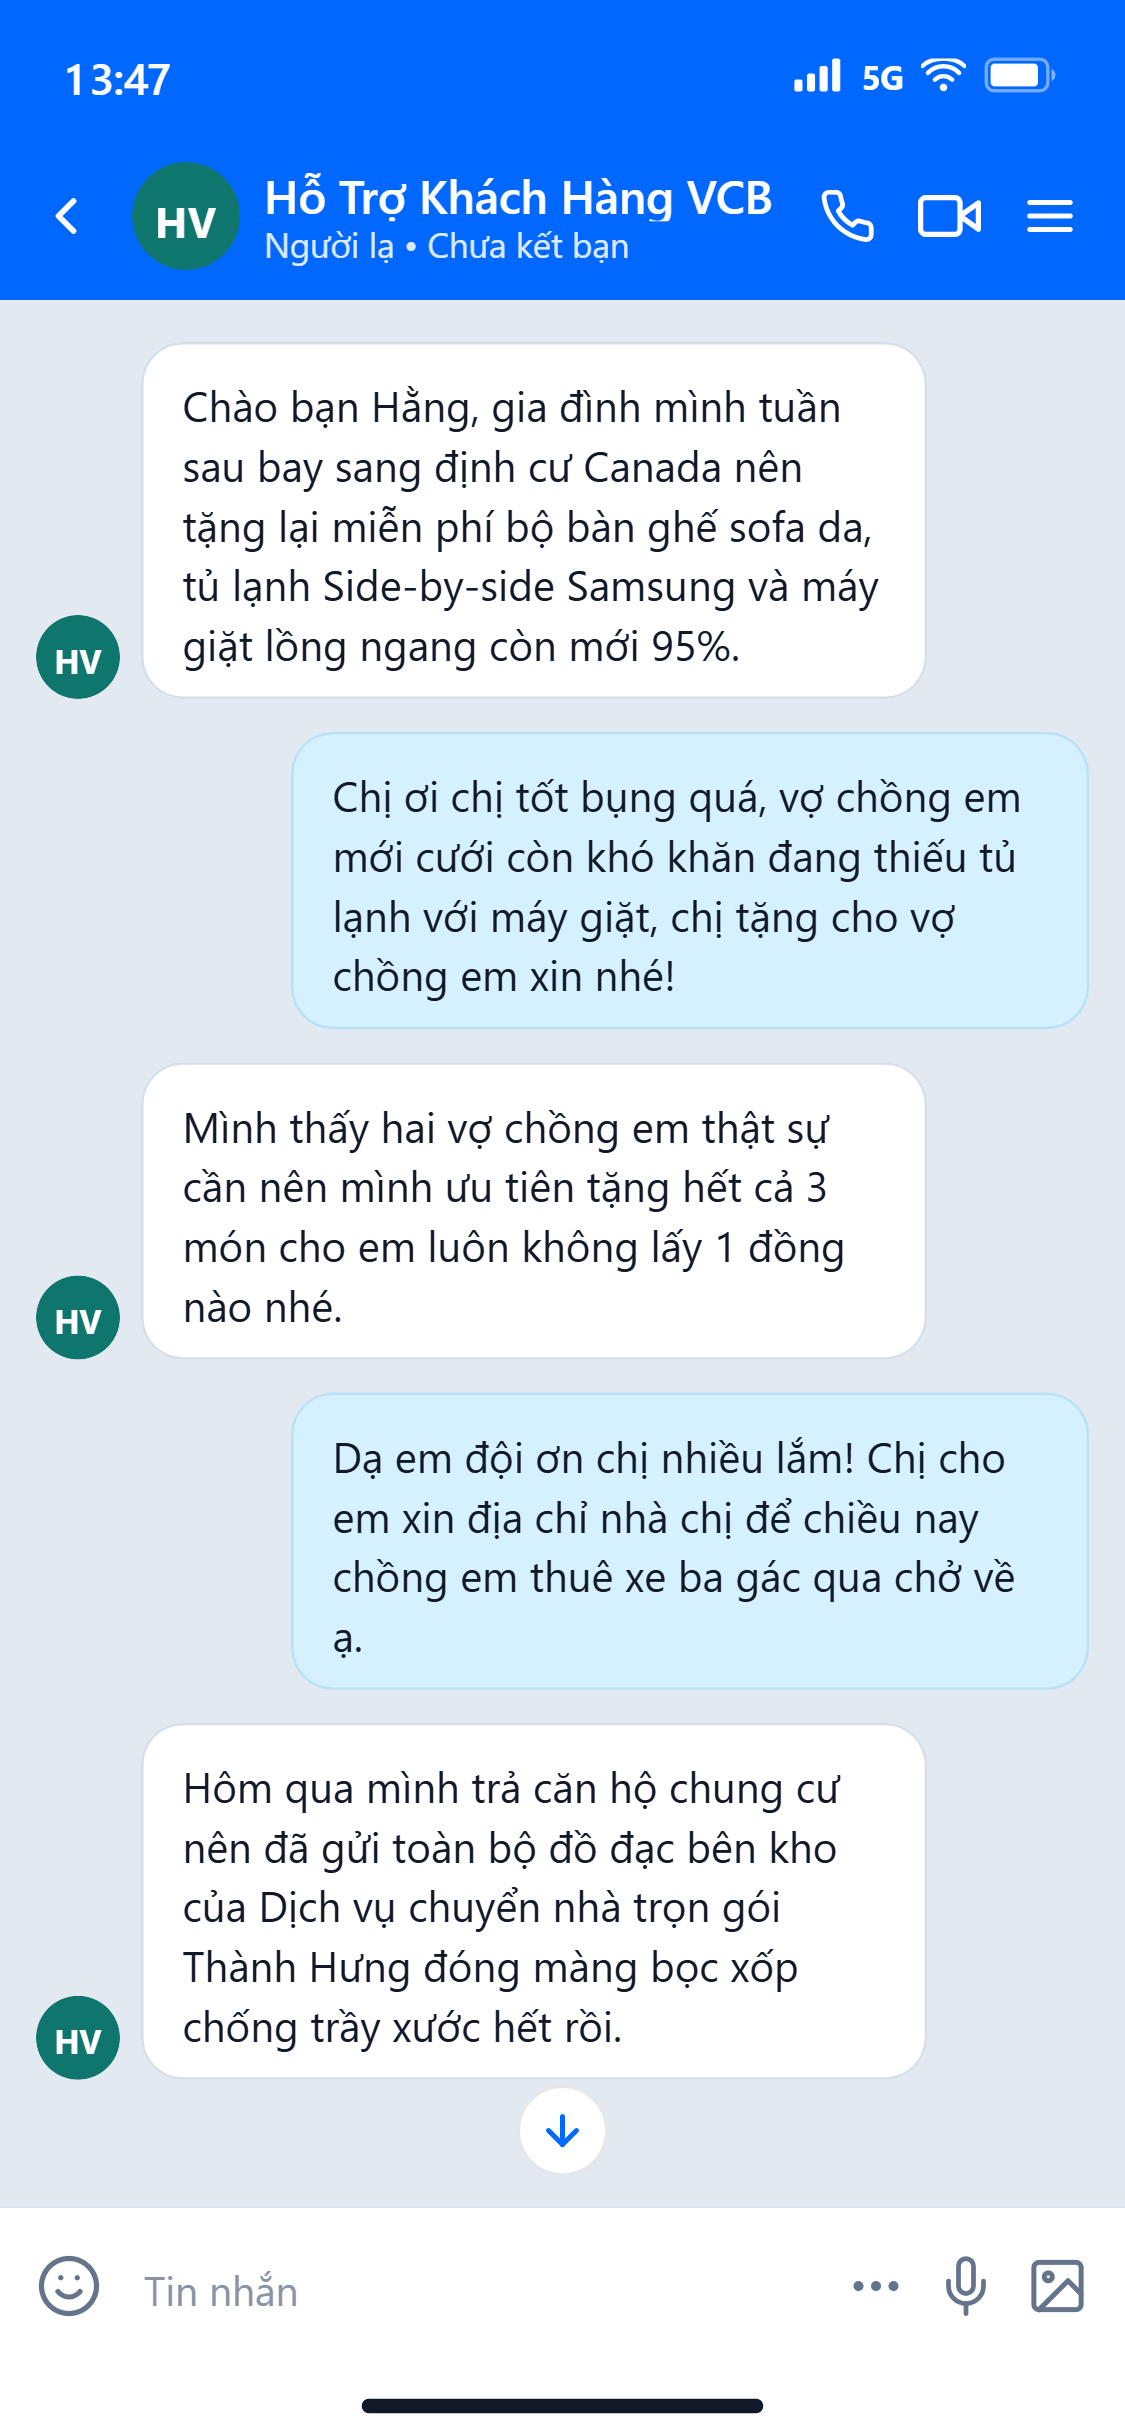 13:47
5G
HV
Hỗ Trợ Khách Hàng VCB
Người lạ • Chưa kết bạn
Chào bạn Hằng, gia đình mình tuần
sau bay sang định cư Canada nên
tặng lại miễn phí bộ bàn ghế sofa da,
tủ lạnh Side-by-side Samsung và máy
giặt lồng ngang còn mới 95%.
HV
Chị ơi chị tốt bụng quá, vợ chồng em
mới cưới còn khó khăn đang thiếu tủ
lạnh với máy giặt, chị tặng cho vợ
chồng em xin nhé!
Mình thấy hai vợ chồng em thật sự
cần nên mình ưu tiên tặng hết cả 3
món cho em luôn không lấy 1 đồng
nào nhé.
HV
Dạ em đội ơn chị nhiều lắm! Chị cho
em xin địa chỉ nhà chị để chiều nay
chồng em thuê xe ba gác qua chở về
ạ.
Hôm qua mình trả căn hộ chung cư
nên đã gửi toàn bộ đồ đạc bên kho
của Dịch vụ chuyển nhà trọn gói
Thành Hưng đóng màng bọc xốp
chống trầy xước hết rồi.
HV
Tin nhắn